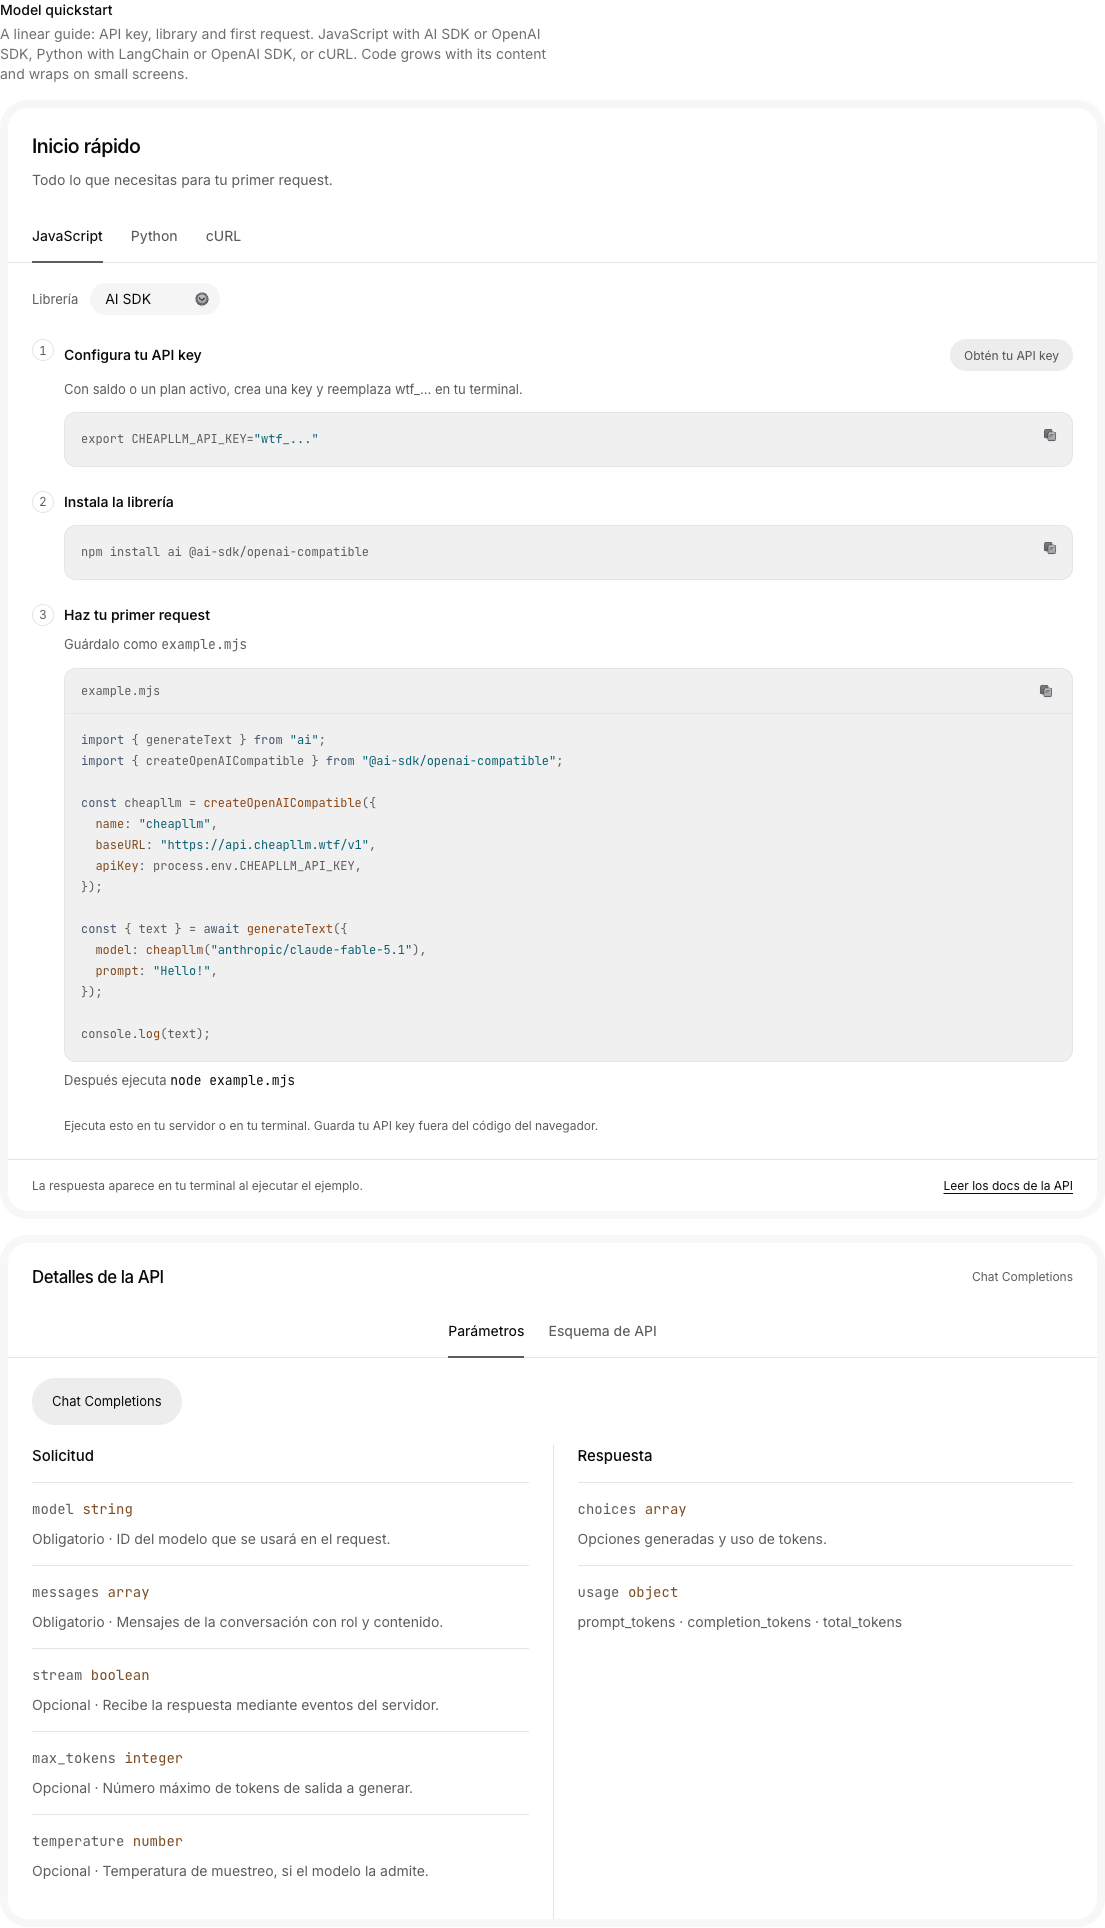 Model quickstart
A linear guide: API key, library and first request. JavaScript with AI SDK or OpenAI
SDK, Python with LangChain or OpenAI SDK, or cURL. Code grows with its content
and wraps on small screens.
Inicio rápido
Todo lo que necesitas para tu primer request.
JavaScript Python cURL
Librería AI SDK
1 Configura tu API key Obtén tu API key
Con saldo o un plan activo, crea una key y reemplaza wtf_... en tu terminal.
export CHEAPLLM_API_KEY="wtf_..."
2 Instala la librería
npm install ai @ai-sdk/openai-compatible
3 Haz tu primer request
Guárdalo como example.mjs
example.mjs
import { generateText } from "ai";
import { createOpenAICompatible } from "@ai-sdk/openai-compatible";
const cheapllm = createOpenAICompatible({
  name: "cheapllm",
  baseURL: "https://api.cheapllm.wtf/v1",
  apiKey: process.env.CHEAPLLM_API_KEY,
});
const { text } = await generateText({
  model: cheapllm("anthropic/claude-fable-5.1"),
  prompt: "Hello!",
});
console.log(text);
Después ejecuta node example.mjs
Ejecuta esto en tu servidor o en tu terminal. Guarda tu API key fuera del código del navegador.
La respuesta aparece en tu terminal al ejecutar el ejemplo. Leer los docs de la API
Detalles de la API Chat Completions
Parámetros Esquema de API
Chat Completions
Solicitud
model string
Obligatorio · ID del modelo que se usará en el request.
messages array
Obligatorio · Mensajes de la conversación con rol y contenido.
stream boolean
Opcional · Recibe la respuesta mediante eventos del servidor.
max_tokens integer
Opcional · Número máximo de tokens de salida a generar.
temperature number
Opcional · Temperatura de muestreo, si el modelo la admite.
Respuesta
choices array
Opciones generadas y uso de tokens.
usage object
prompt_tokens · completion_tokens · total_tokens